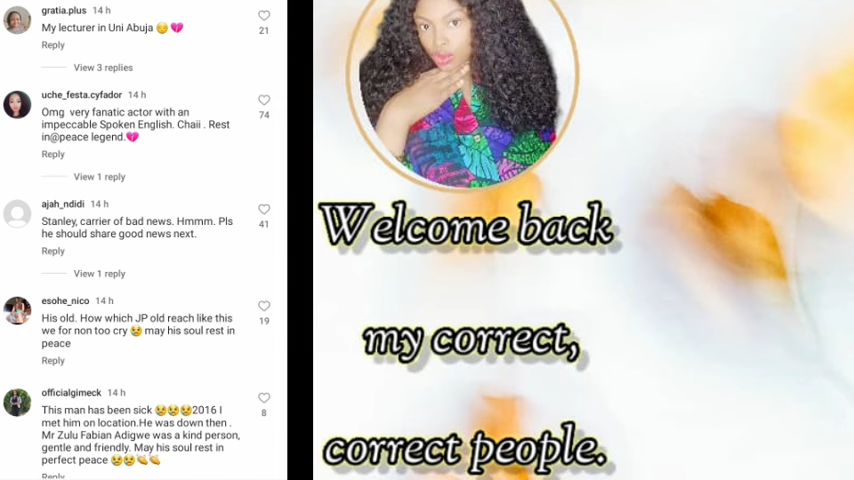 gratia.plus 14 h
My lecturer in Uni Abuja 😔💔
21
Reply
View 3 replies
uche_festa.cyfador 14 h
Omg very fanatic actor with an
impeccable Spoken English. Chaii . Rest
in@peace legend.💔
74
Reply
View 1 reply
ajah_ndidi 14 h
Stanley, carrier of bad news. Hmmm. Pls
he should share good news next.
41
Reply
View 1 reply
esohe_nico 14 h
His old. How which JP old reach like this
we for non too cry 😢 may his soul rest in
peace
19
Reply
officialgimeck 14 h
This man has been sick 😢😢😢2016 I
met him on location.He was down then .
Mr Zulu Fabian Adigwe was a kind person,
gentle and friendly. May his soul rest in
perfect peace 😢😢👏👏
8
Reply
Welcome back
my correct,
correct people.